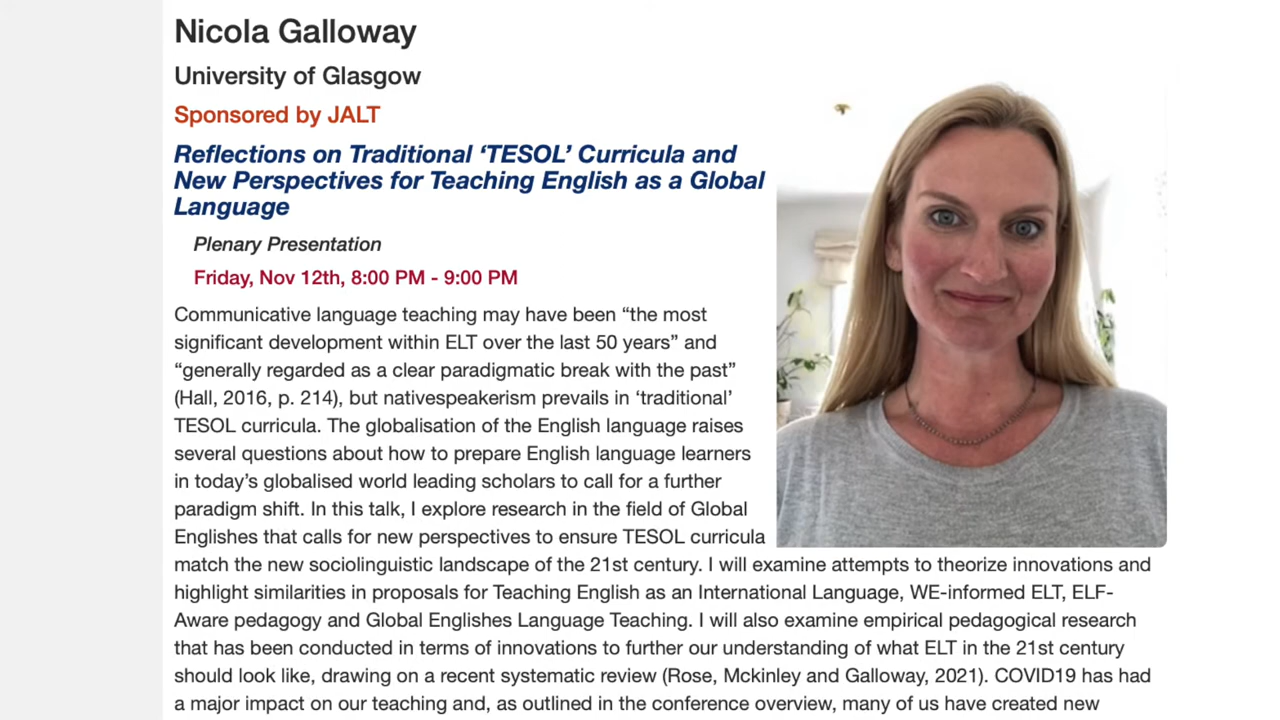 Nicola Galloway
University of Glasgow
Sponsored by JALT
Reflections on Traditional ‘TESOL’ Curricula and
New Perspectives for Teaching English as a Global
Language
Plenary Presentation
Friday, Nov 12th, 8:00 PM - 9:00 PM
Communicative language teaching may have been “the most
significant development within ELT over the last 50 years” and
“generally regarded as a clear paradigmatic break with the past”
(Hall, 2016, p. 214), but nativespeakerism prevails in ‘traditional’
TESOL curricula. The globalisation of the English language raises
several questions about how to prepare English language learners
in today’s globalised world leading scholars to call for a further
paradigm shift. In this talk, I explore research in the field of Global
Englishes that calls for new perspectives to ensure TESOL curricula
match the new sociolinguistic landscape of the 21st century. I will examine attempts to theorize innovations and
highlight similarities in proposals for Teaching English as an International Language, WE-informed ELT, ELF-
Aware pedagogy and Global Englishes Language Teaching. I will also examine empirical pedagogical research
that has been conducted in terms of innovations to further our understanding of what ELT in the 21st century
should look like, drawing on a recent systematic review (Rose, Mckinley and Galloway, 2021). COVID19 has had
a major impact on our teaching and, as outlined in the conference overview, many of us have created new